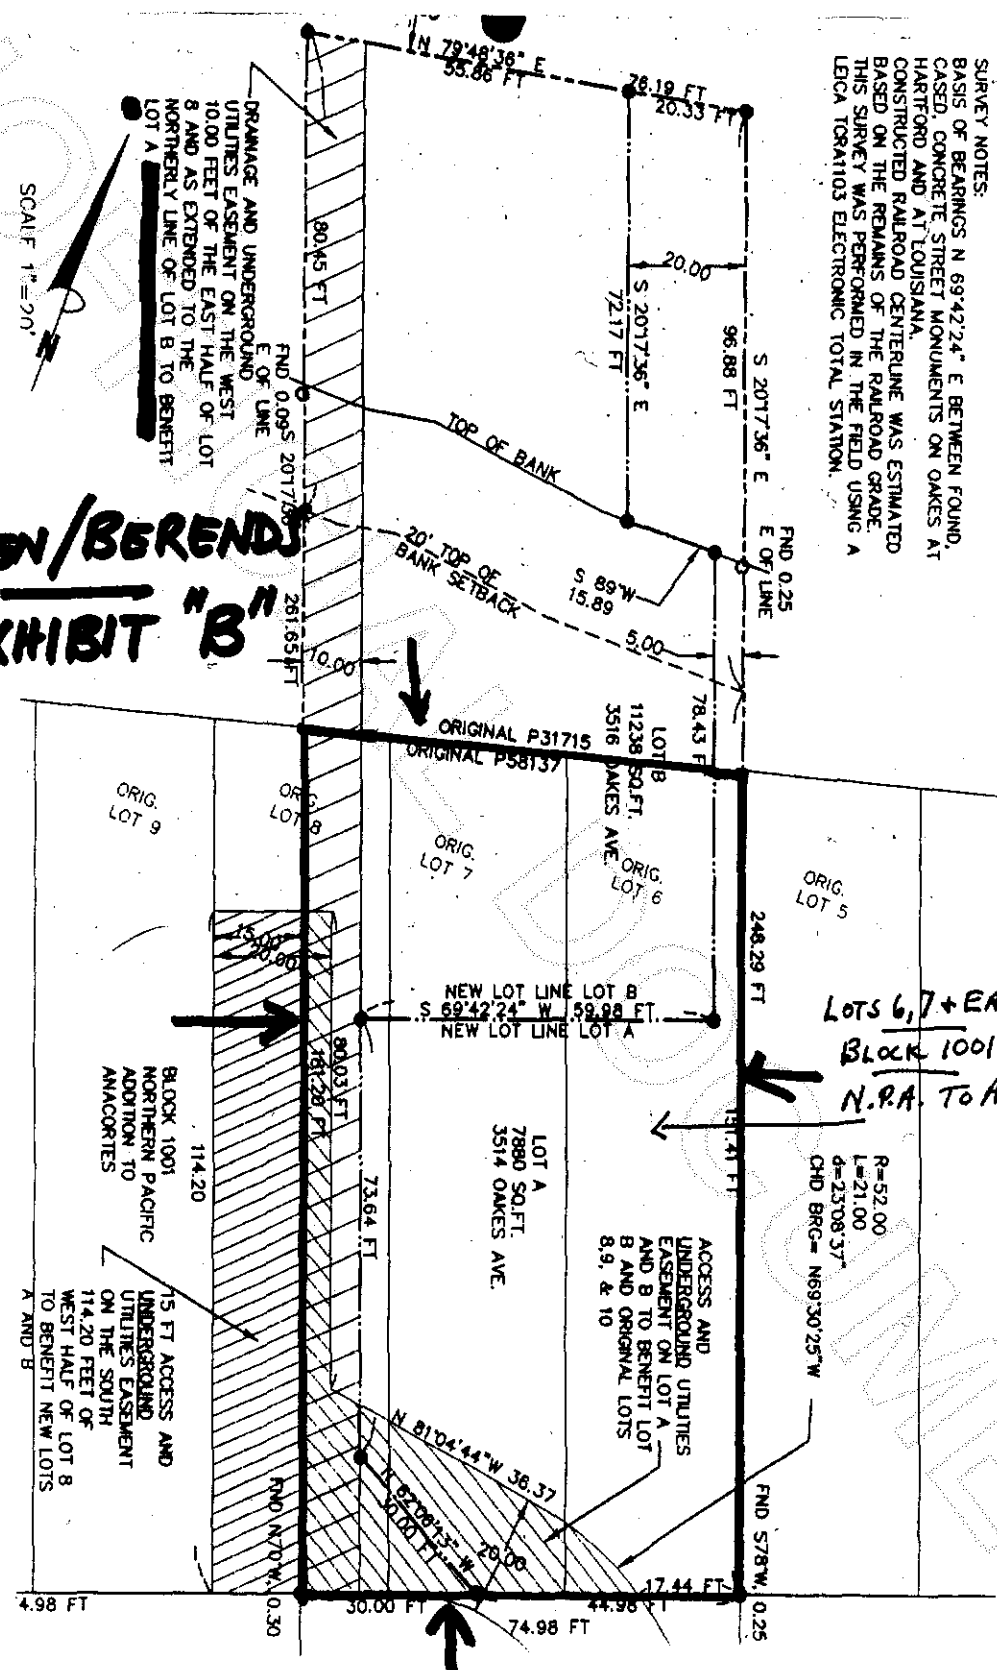 SURVEY NOTES:
BASIS OF BEARINGS N 69°42'24" E BETWEEN FOUND,
CASED, CONCRETE STREET MONUMENTS ON OAKES AT
HARTFORD AND AT LOUISIANA.
CONSTRUCTED RAILROAD CENTERLINE WAS ESTIMATED
BASED ON THE REMAINS OF THE RAILROAD GRADE.
THIS SURVEY WAS PERFORMED IN THE FIELD USING A
LEICA TCRA1103 ELECTRONIC TOTAL STATION.
N 79°48'36" E
55.86 FT
76.19 FT
20.33 FT
DRAINAGE AND UNDERGROUND
UTILITIES EASEMENT ON THE WEST
10.00 FEET OF THE EAST HALF OF LOT
8 AND AS EXTENDED TO THE
NORTHERLY LINE OF LOT B TO BENEFIT
LOT A
N
SCALE 1"=20'
80.45 FT
20.00
S 20°17'36" E
72.17 FT
S 20°17'36" E
96.88 FT
FND 0.09
E OF LINE
TOP OF BANK
20' TOP OF
BANK SETBACK
S 89°W
15.89
FND 0.25
E OF LINE
5.00
EN/BERENDS
XHIBIT "B"
261.65 FT
10.00
78.43 F
ORIGINAL P31715
ORIGINAL P58137
LOT B
11238 SQ.FT.
3516 OAKES AVE.
ORIG.
LOT 9
ORIG.
LOT 8
ORIG.
LOT 7
ORIG.
LOT 6
ORIG.
LOT 5
15.00
20.00
248.29 FT
NEW LOT LINE LOT B
S 69°42'24" W 59.98 FT
NEW LOT LINE LOT A
LOTS 6,7 + EA
BLOCK 1001
N.P.A. TO A
80.03 FT
181.20 FT
151.41 FT
BLOCK 1001
NORTHERN PACIFIC
ADDITION TO
ANACORTES
114.20
73.64 FT
LOT A
7880 SQ.FT.
3514 OAKES AVE.
R=52.00
L=21.00
d=23°08'37"
CHD BRG= N69°30'25"W
ACCESS AND
UNDERGROUND UTILITIES
EASEMENT ON LOT A
AND B TO BENEFIT LOT
B AND ORIGINAL LOTS
8,9, & 10
15 FT ACCESS AND
UNDERGROUND
UTILITIES EASEMENT
ON THE SOUTH
114.20 FEET OF
WEST HALF OF LOT 8
TO BENEFIT NEW LOTS
A AND B
N 81°04'44"W 36.37
N 62°08'43" W
30.00 FT
20.00
FND N70°W, 0.30
FND S78°W, 0.25
17.44 FT
4.98 FT
30.00 FT
44.98 FT
74.98 FT